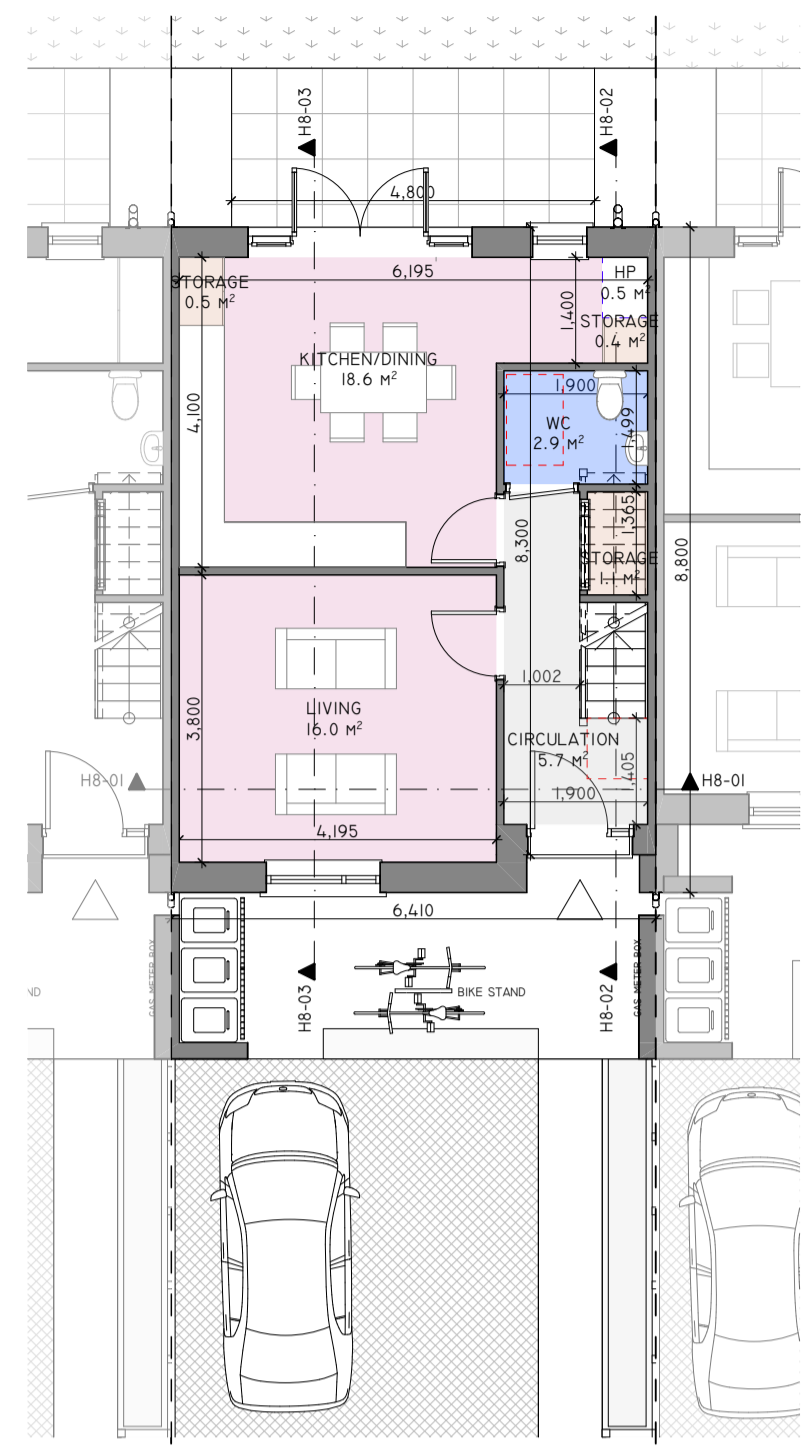 H8-03
H8-02
4,800
6,195
STORAGE
0.5 M²
HP
0.5 M²
1,400
STORAGE
0.4 M²
KITCHEN/DINING
18.6 M²
4,100
1,900
WC
2.9 M²
1,499
8,300
1,365
STORAGE
1.1 M²
8,800
3,800
LIVING
16.0 M²
1,002
CIRCULATION
5.7 M²
1,405
H8-01
H8-01
1,900
4,195
6,410
GAS METER BOX
GAS METER BOX
ND
BIKE STAND
H8-03
H8-02